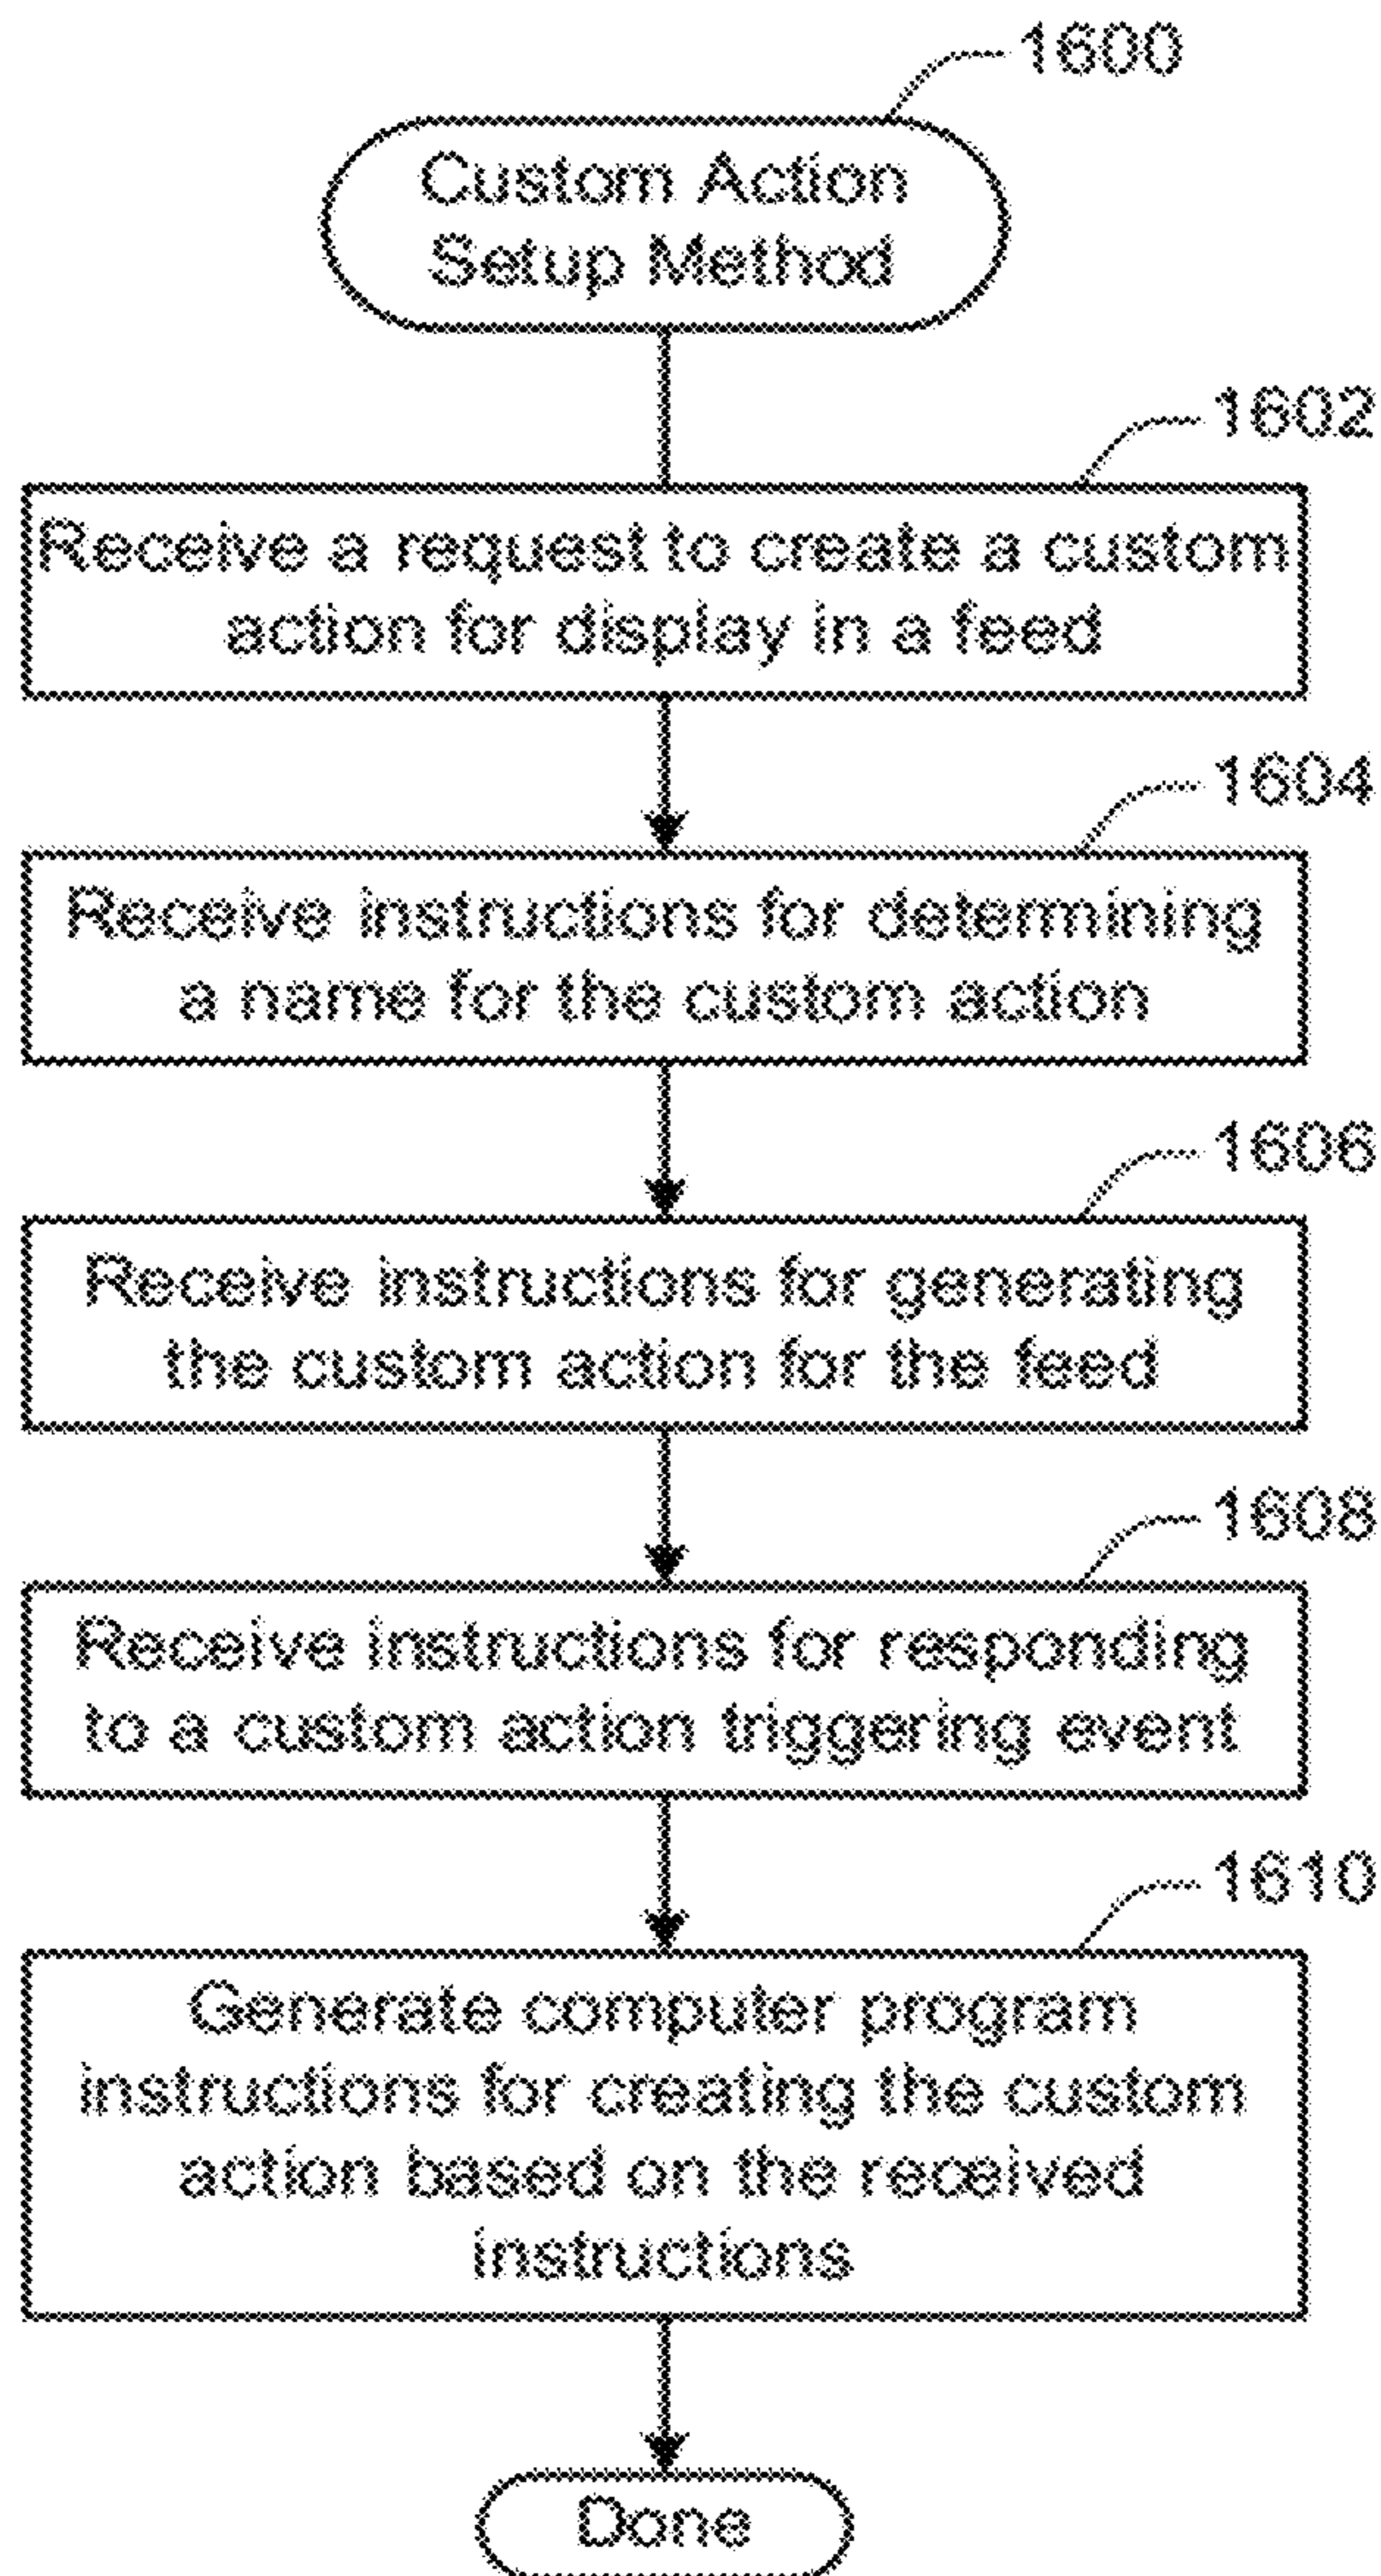 1600
Custom Action
Setup Method
1602
Receive a request to create a custom
action for display in a feed
1604
Receive instructions for determining
a name for the custom action
1606
Receive instructions for generating
the custom action for the feed
1608
Receive instructions for responding
to a custom action triggering event
1610
Generate computer program
instructions for creating the custom
action based on the received
instructions
Done